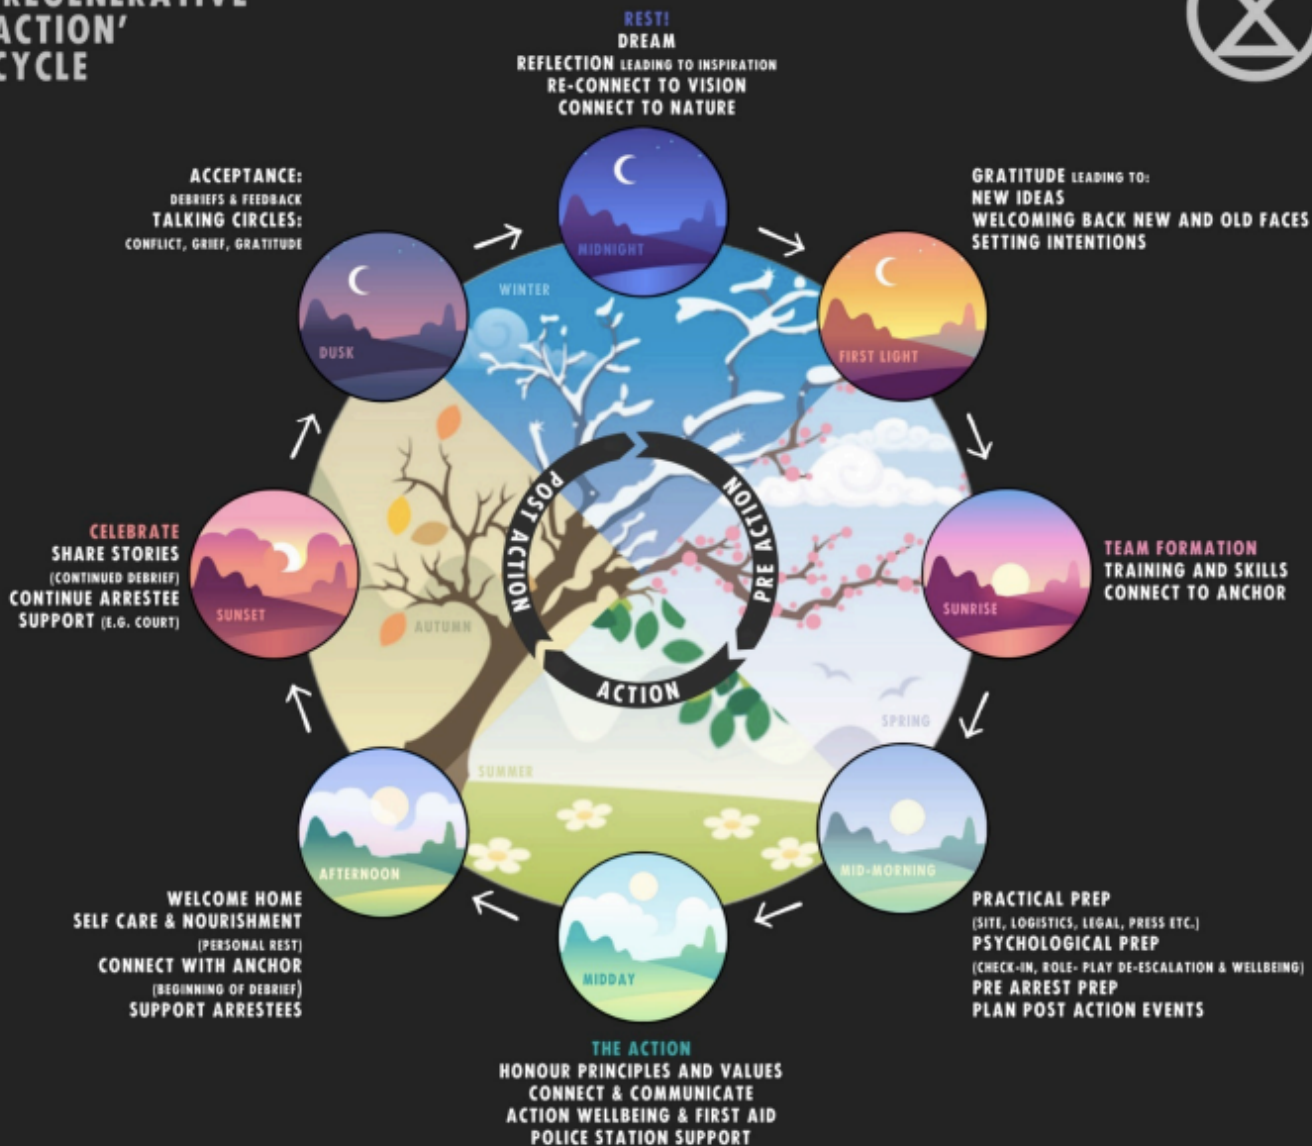 'REGENERATIVE
ACTION'
CYCLE
REST!
DREAM
REFLECTION LEADING TO INSPIRATION
RE-CONNECT TO VISION
CONNECT TO NATURE
MIDNIGHT
GRATITUDE LEADING TO:
NEW IDEAS
WELCOMING BACK NEW AND OLD FACES
SETTING INTENTIONS
FIRST LIGHT
TEAM FORMATION
TRAINING AND SKILLS
CONNECT TO ANCHOR
SUNRISE
PRACTICAL PREP
(SITE, LOGISTICS, LEGAL, PRESS ETC.)
PSYCHOLOGICAL PREP
(CHECK-IN, ROLE- PLAY DE-ESCALATION & WELLBEING)
PRE ARREST PREP
PLAN POST ACTION EVENTS
MID-MORNING
THE ACTION
HONOUR PRINCIPLES AND VALUES
CONNECT & COMMUNICATE
ACTION WELLBEING & FIRST AID
POLICE STATION SUPPORT
MIDDAY
WELCOME HOME
SELF CARE & NOURISHMENT
(PERSONAL REST)
CONNECT WITH ANCHOR
(BEGINNING OF DEBRIEF)
SUPPORT ARRESTEES
AFTERNOON
CELEBRATE
SHARE STORIES
(CONTINUED DEBRIEF)
CONTINUE ARRESTEE
SUPPORT (E.G. COURT)
SUNSET
ACCEPTANCE:
DEBRIEFS & FEEDBACK
TALKING CIRCLES:
CONFLICT, GRIEF, GRATITUDE
DUSK
WINTER
SPRING
SUMMER
AUTUMN
PRE ACTION
ACTION
POST ACTION